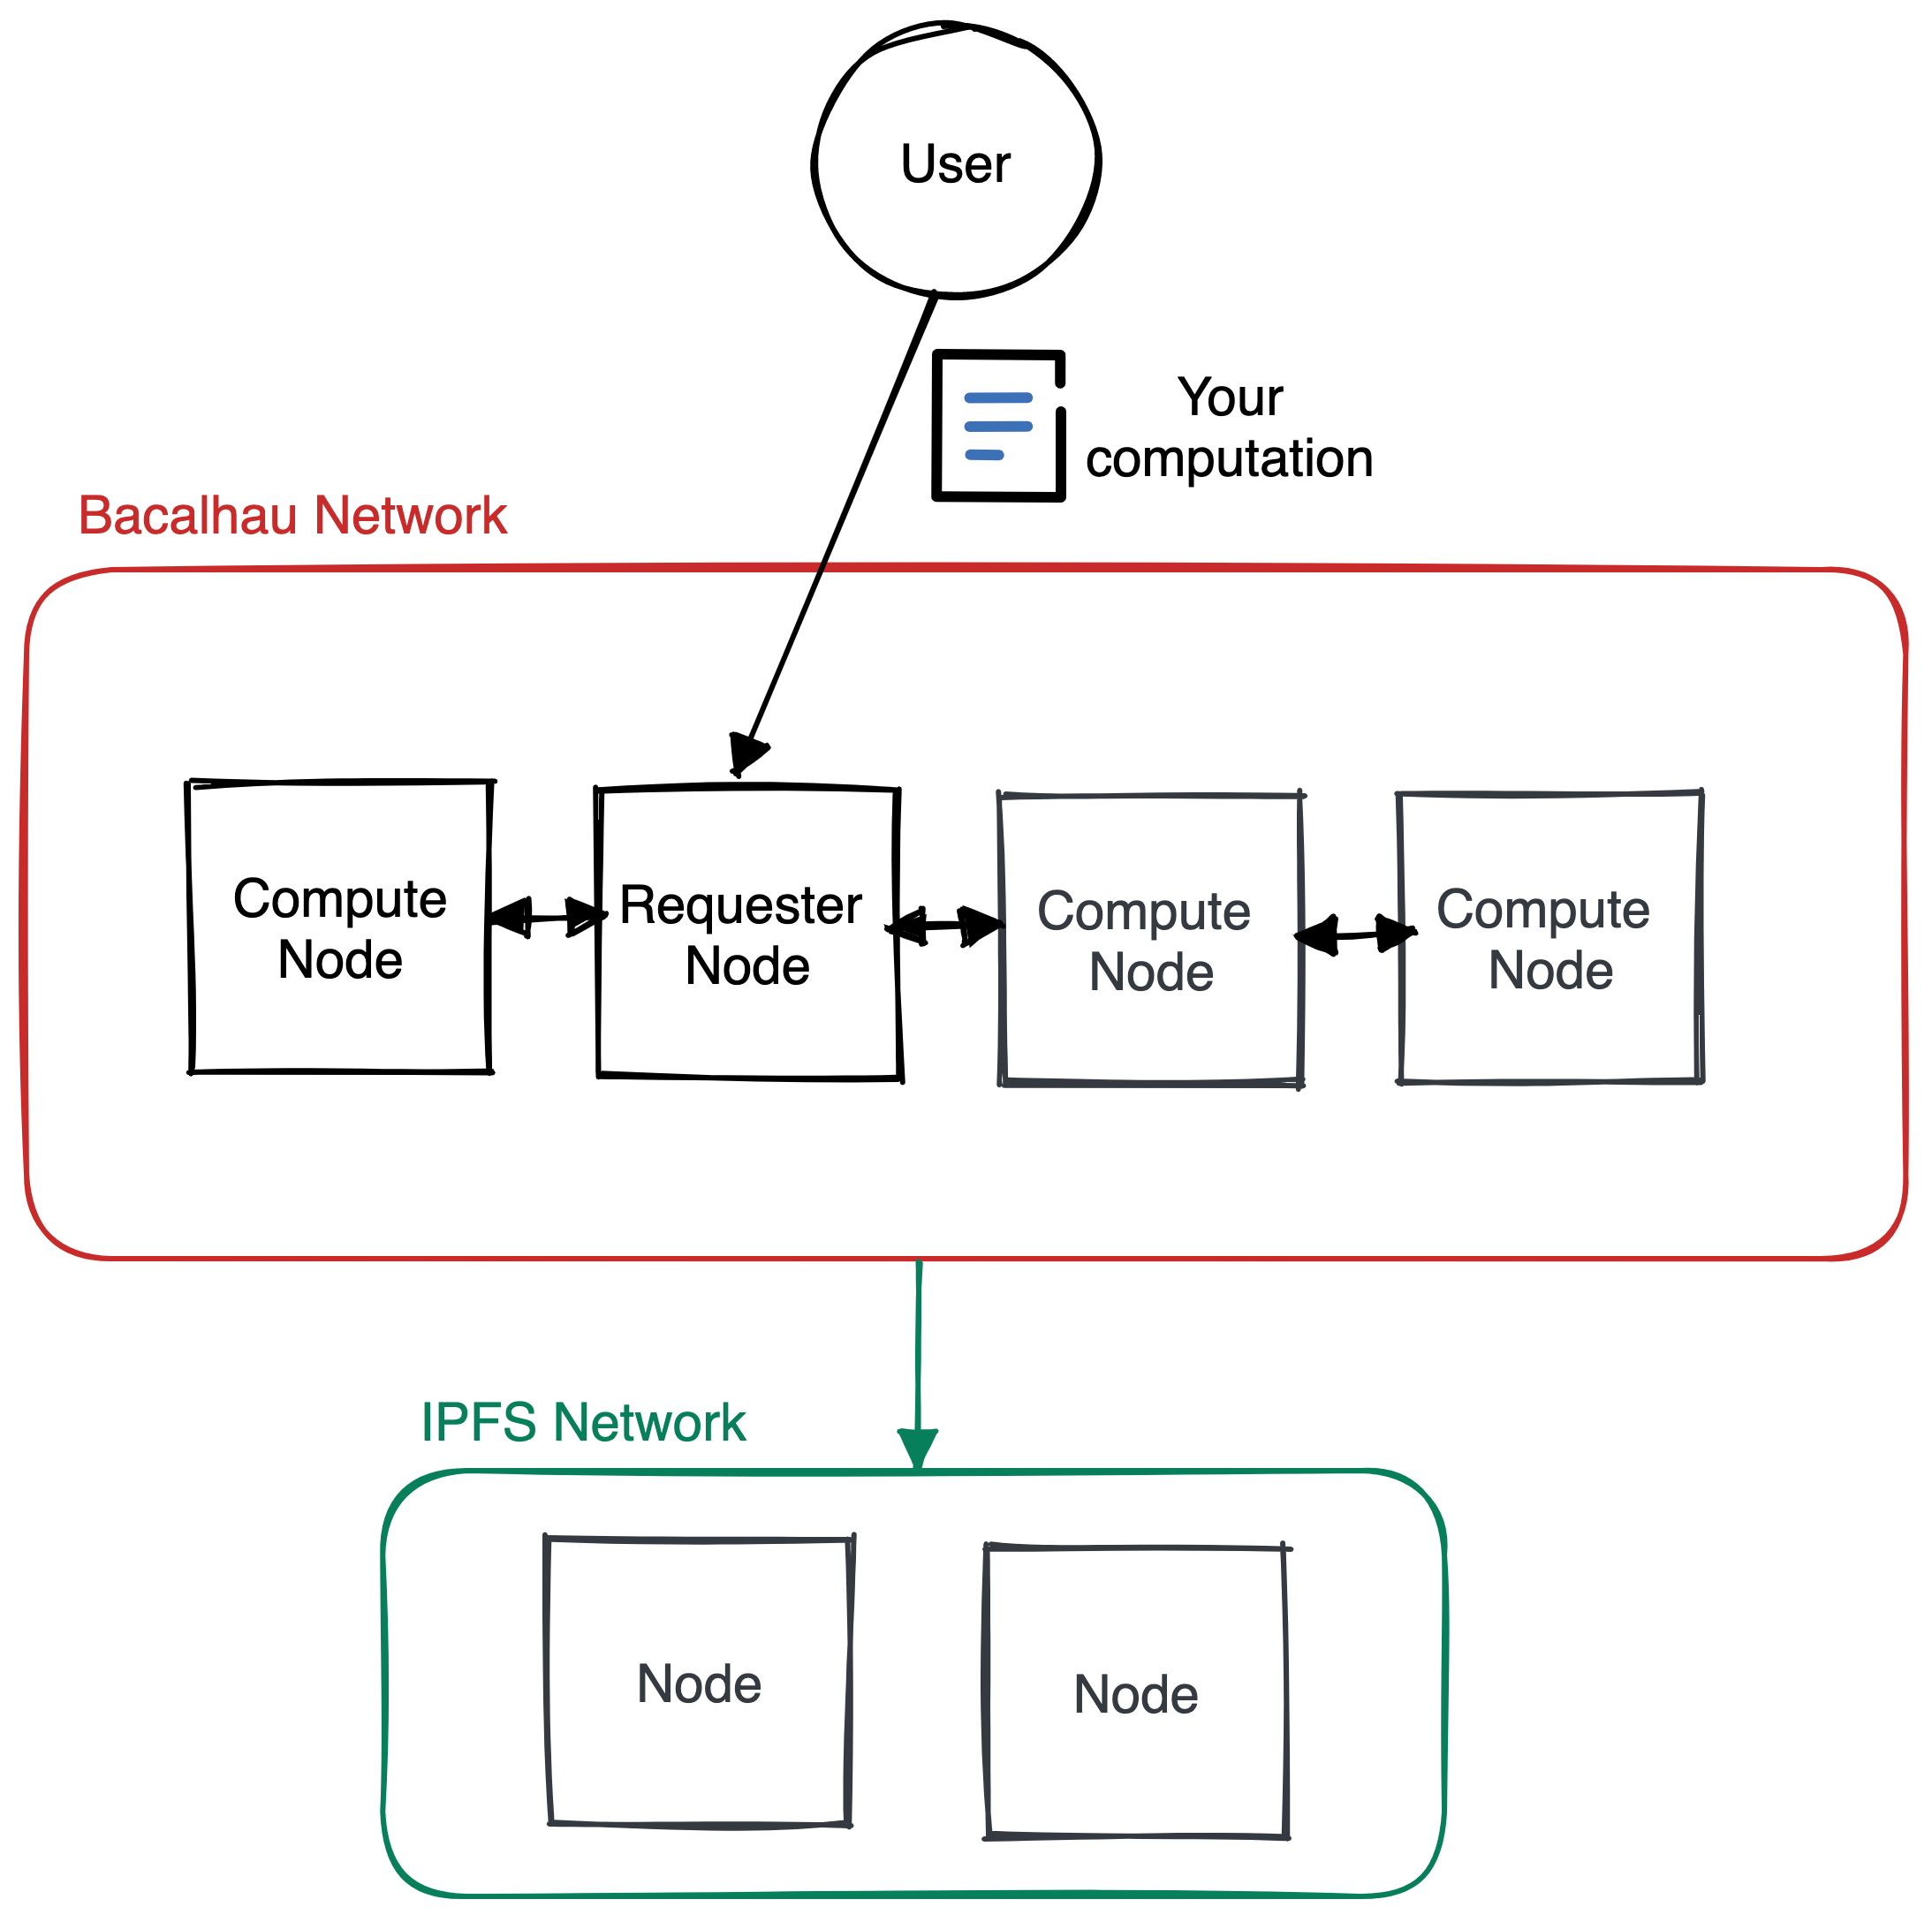 User
Your
computation
Bacalhau Network
Compute
Node
Requester
Node
Compute
Node
Compute
Node
IPFS Network
Node
Node